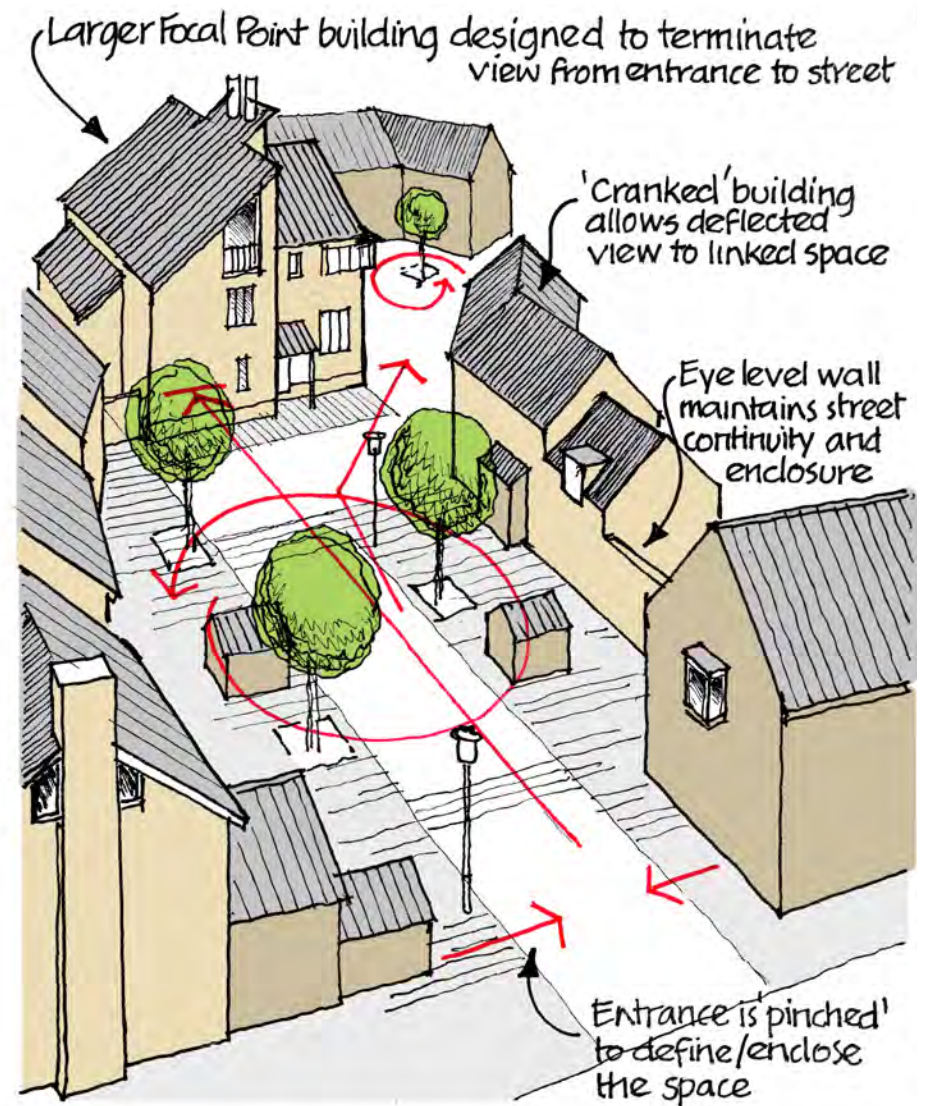 Larger Focal Point building designed to terminate
view from entrance to street
'Cranked' building
allows deflected
view to linked space
Eye level wall
maintains street
continuity and
enclosure
Entrance is 'pinched'
to define/enclose
the space